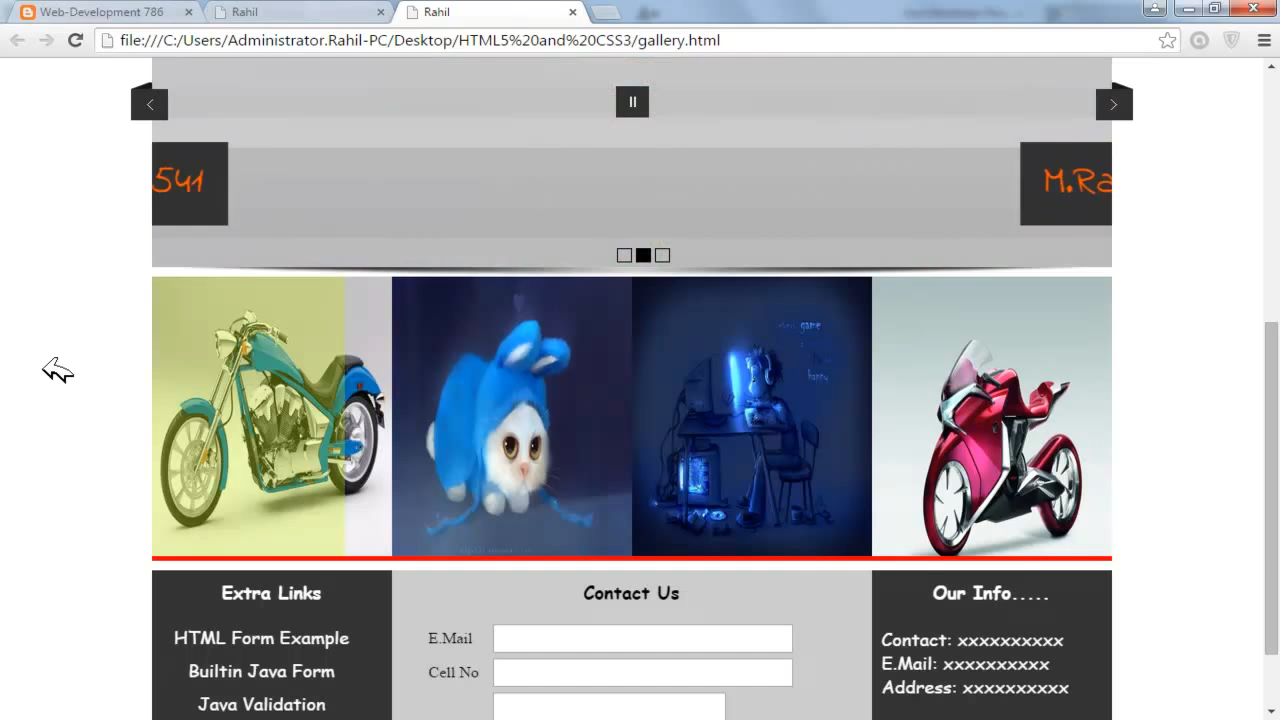 Web-Development 786
Rahil
Rahil
file:///C:/Users/Administrator.Rahil-PC/Desktop/HTML5%20and%20CSS3/gallery.html
541
M.Ra
game
happy
Extra Links
HTML Form Example
Builtin Java Form
Java Validation
Contact Us
E.Mail
Cell No
Our Info.....
Contact: xxxxxxxxxx
E.Mail: xxxxxxxxxx
Address: xxxxxxxxxx